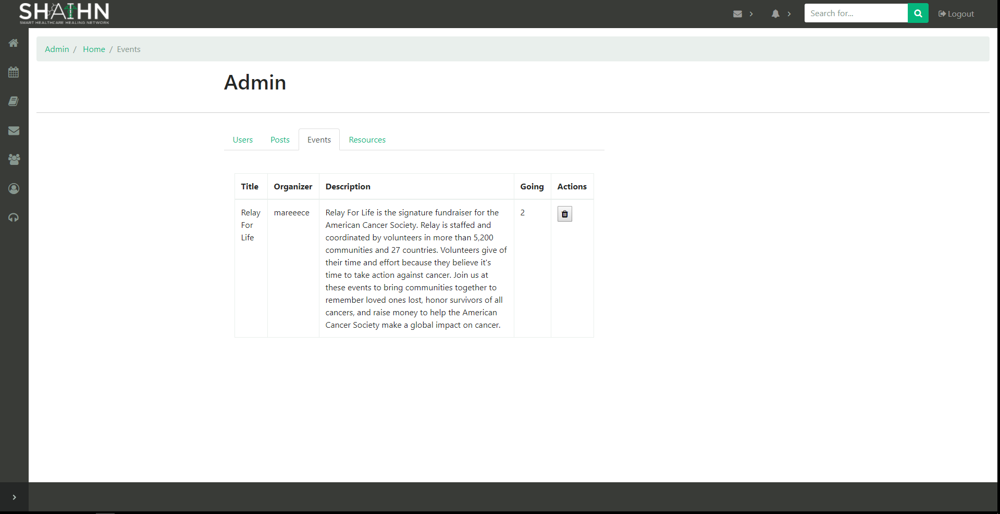 SHAIHN
SMART HEALTHCARE HEALING NETWORK
Search for...
Logout
Admin / Home / Events
Admin
Users Posts Events Resources
Title Organizer Description Going Actions
Relay
For
Life
mareeece
Relay For Life is the signature fundraiser for the
American Cancer Society. Relay is staffed and
coordinated by volunteers in more than 5,200
communities and 27 countries. Volunteers give of
their time and effort because they believe it's
time to take action against cancer. Join us at
these events to bring communities together to
remember loved ones lost, honor survivors of all
cancers, and raise money to help the American
Cancer Society make a global impact on cancer.
2